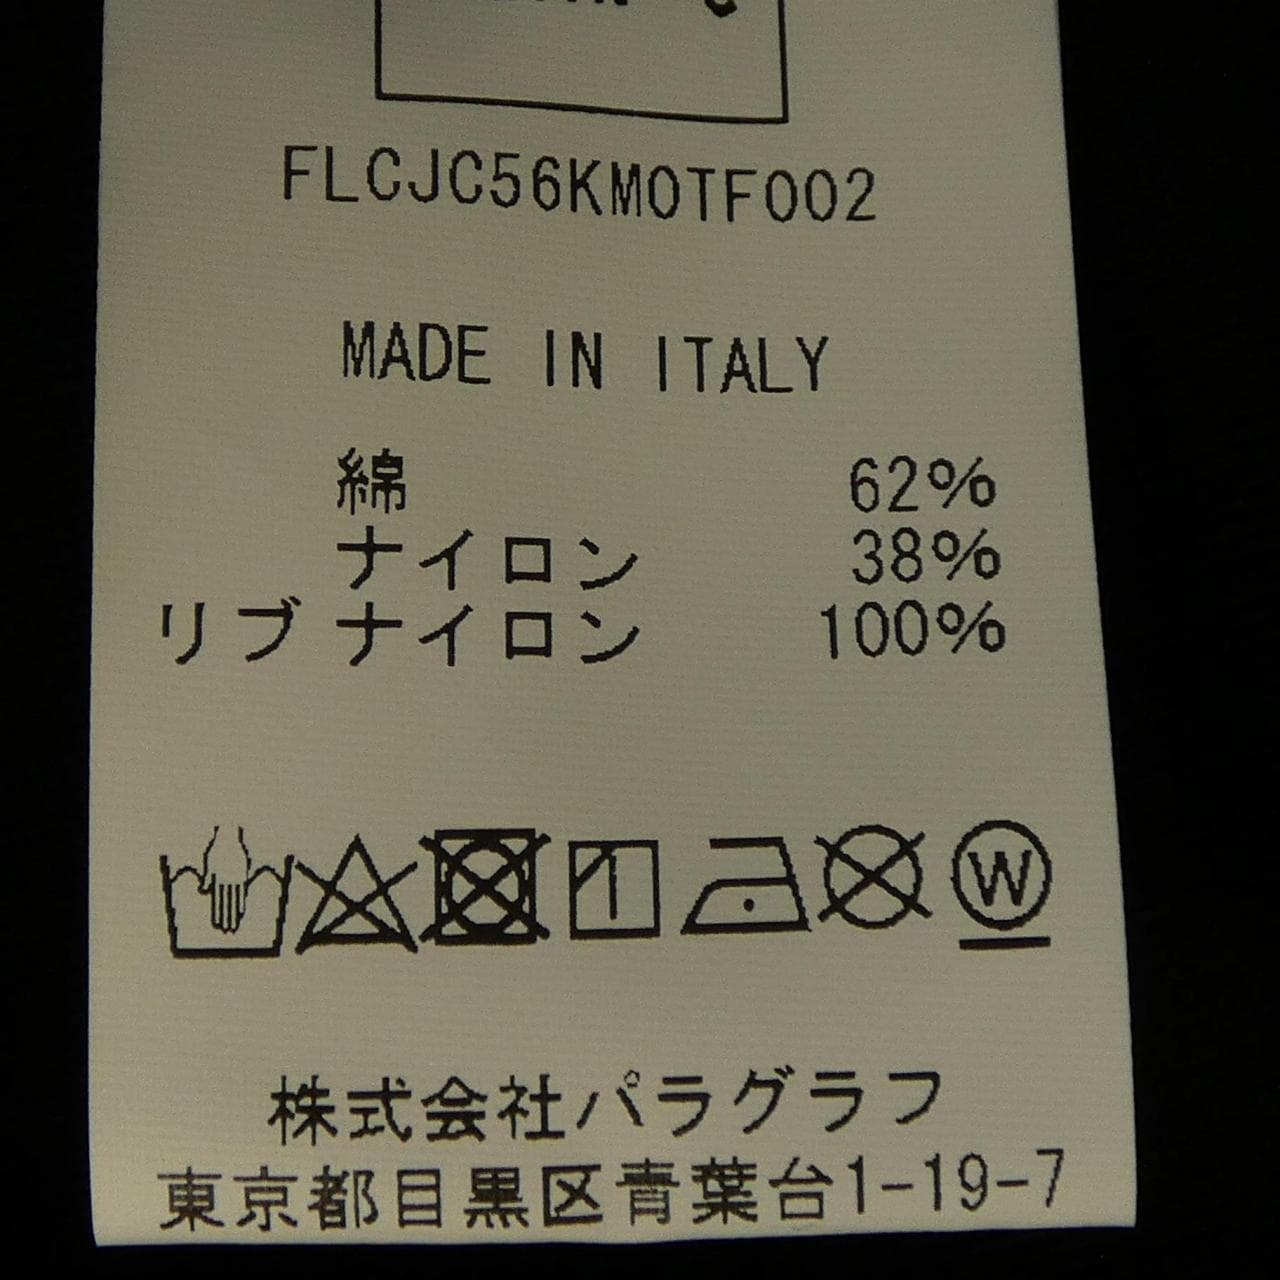 FLCJC56KMOTF002
MADE IN ITALY
綿 62%
ナイロン 38%
リブ ナイロン 100%
W
株式会社パラグラフ
東京都目黒区青葉台1-19-7